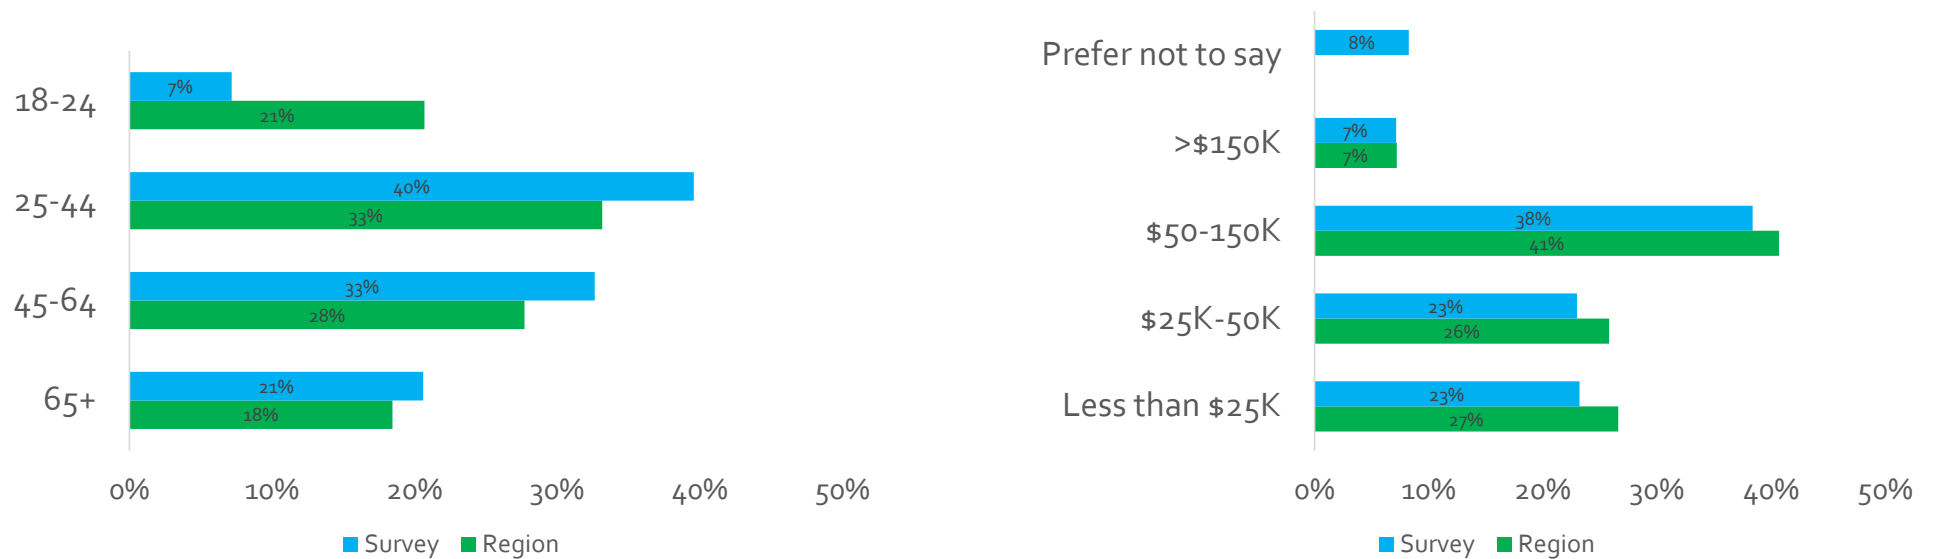 18-24
7%
21%
25-44
40%
33%
45-64
33%
28%
65+
21%
18%
0% 10% 20% 30% 40% 50%
Survey Region
Prefer not to say
8%
>$150K
7%
7%
$50-150K
38%
41%
$25K-50K
23%
26%
Less than $25K
23%
27%
0% 10% 20% 30% 40% 50%
Survey Region